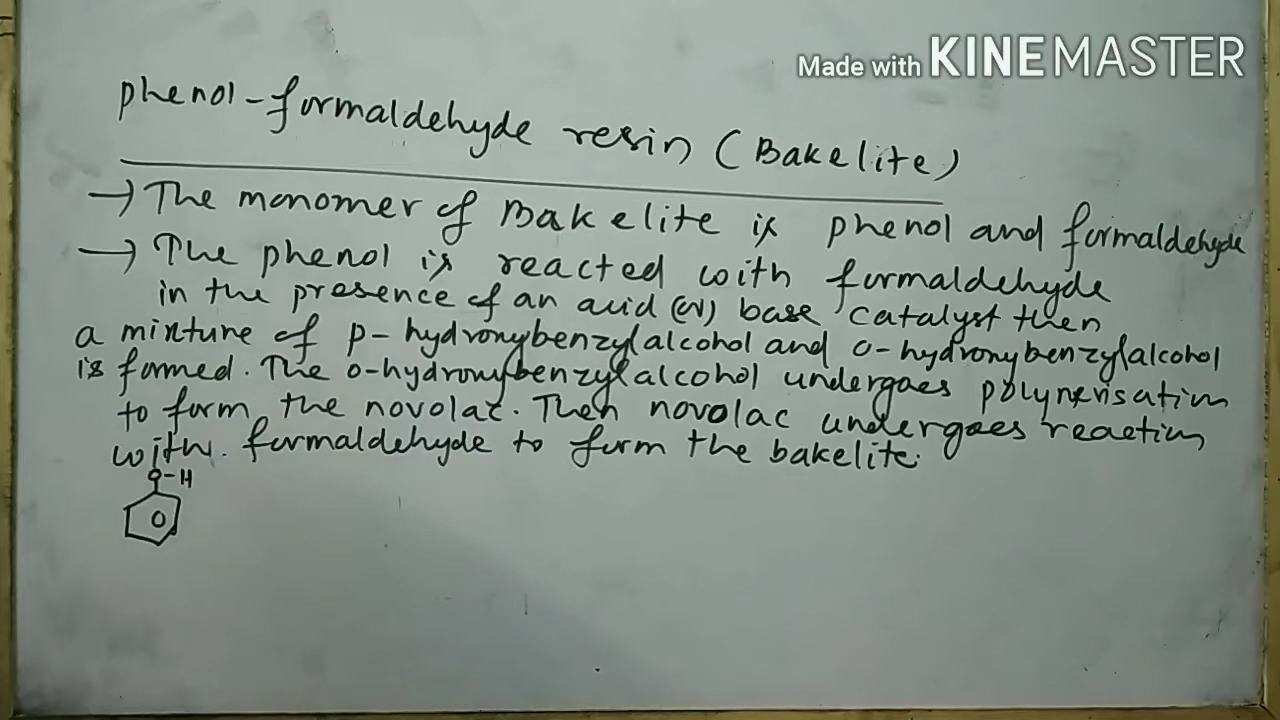 Made with KINEMASTER
phenol-formaldehyde resin (Bakelite)
→ The monomer of Bakelite is phenol and formaldehyde
→ The phenol is reacted with formaldehyde
in the presence of an acid (or) base catalyst then
a mixture of p-hydroxybenzylalcohol and o-hydroxybenzylalcohol
is formed. The o-hydroxybenzylalcohol undergoes polymerisation
to form the novolac. Then novolac undergoes reaction
with. formaldehyde to form the bakelite.
O-H